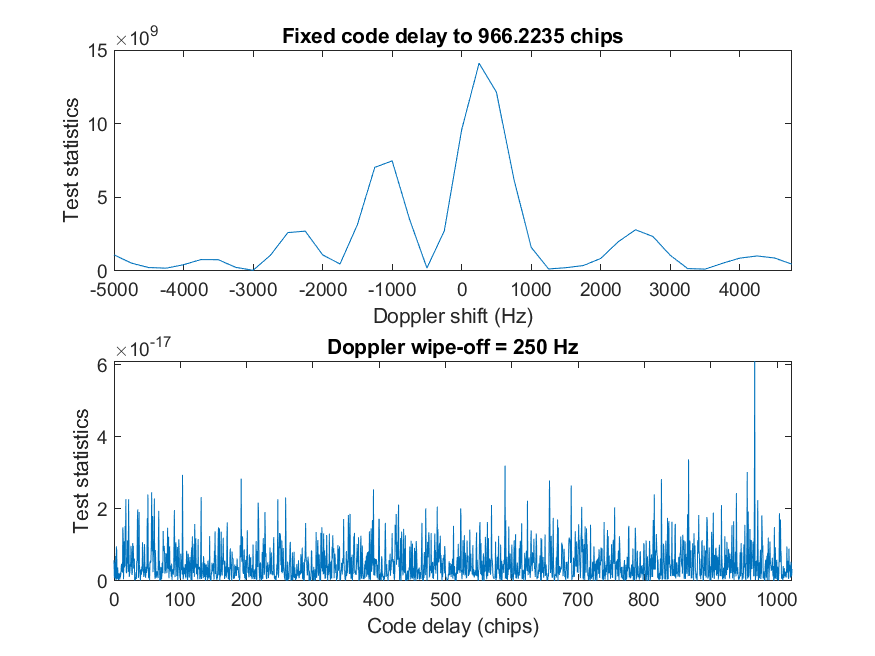 ×10⁹
Fixed code delay to 966.2235 chips
15
10
5
0
Test statistics
-5000 -4000 -3000 -2000 -1000 0 1000 2000 3000 4000
Doppler shift (Hz)
×10⁻¹⁷
Doppler wipe-off = 250 Hz
6
4
2
0
Test statistics
0 100 200 300 400 500 600 700 800 900 1000
Code delay (chips)